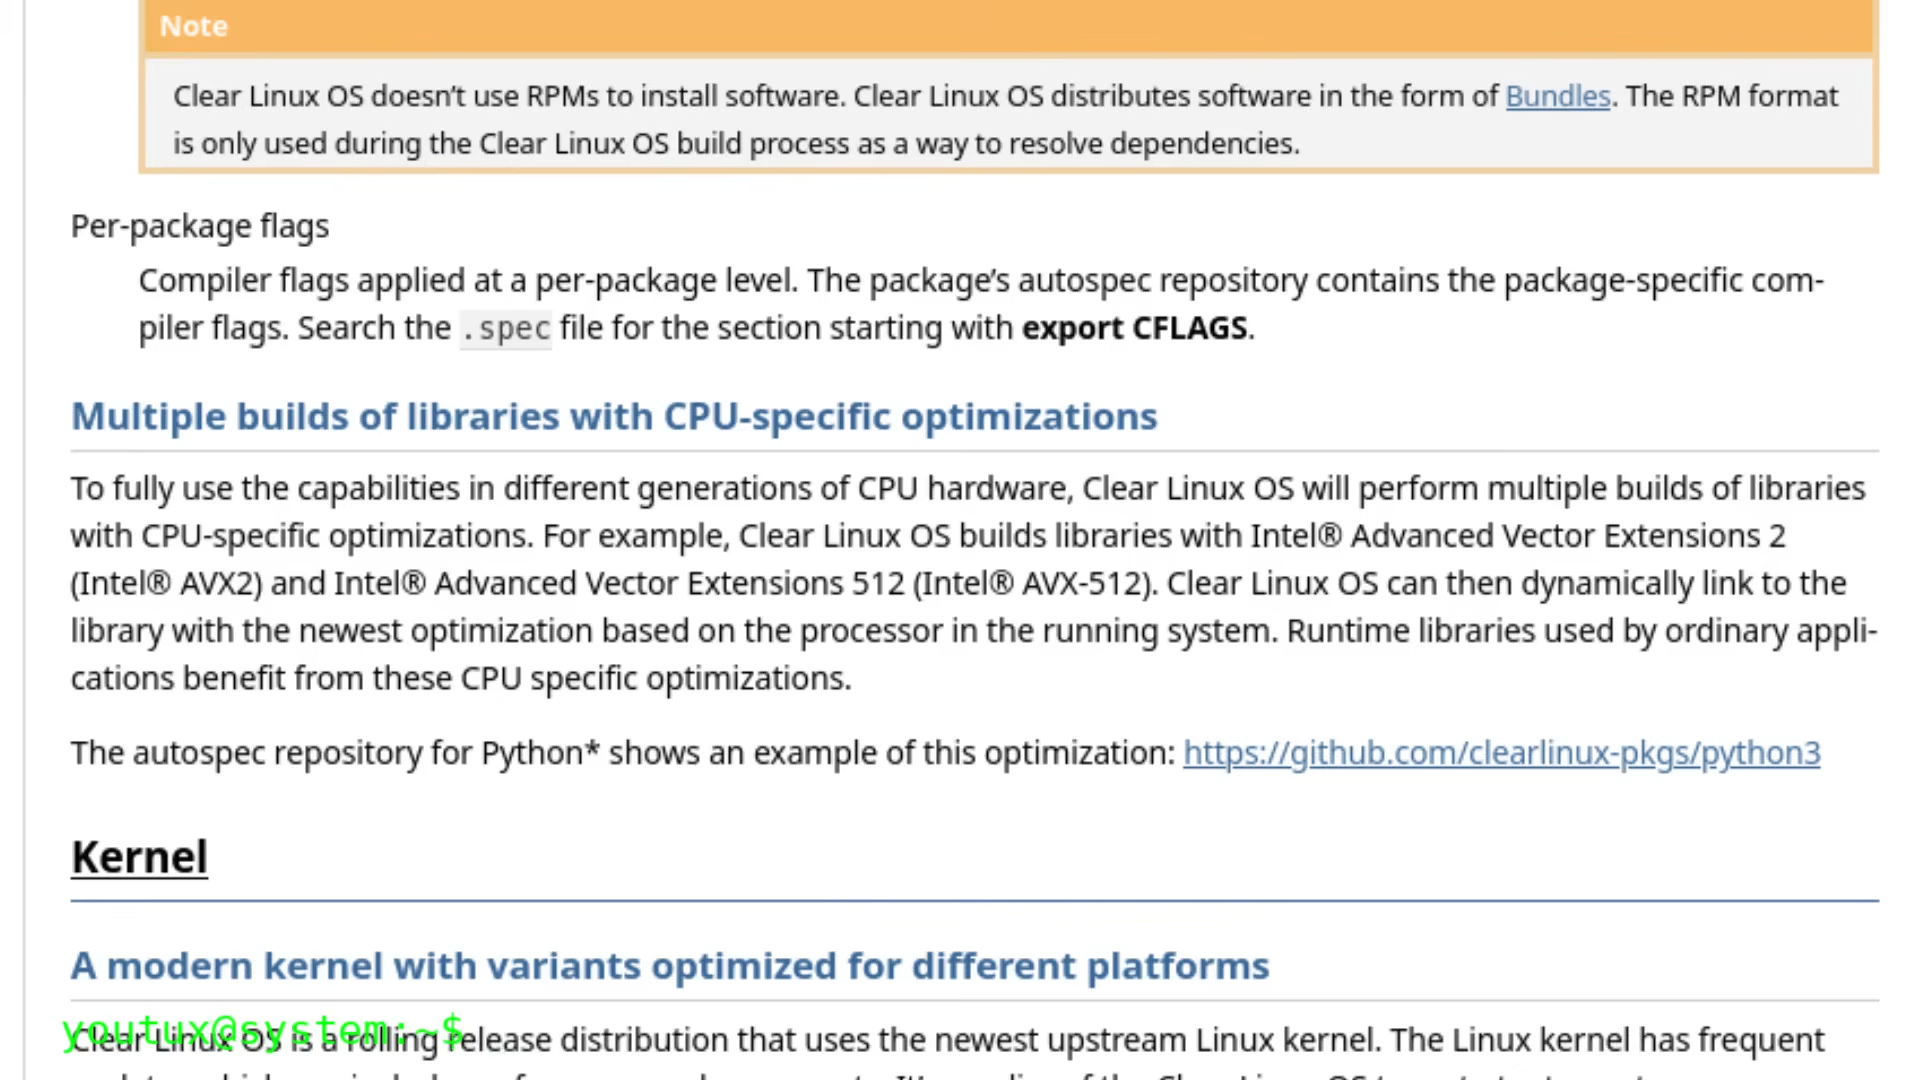 Note
Clear Linux OS doesn’t use RPMs to install software. Clear Linux OS distributes software in the form of Bundles. The RPM format
is only used during the Clear Linux OS build process as a way to resolve dependencies.
Per-package flags
Compiler flags applied at a per-package level. The package’s autospec repository contains the package-specific com-
piler flags. Search the .spec file for the section starting with export CFLAGS.
Multiple builds of libraries with CPU-specific optimizations
To fully use the capabilities in different generations of CPU hardware, Clear Linux OS will perform multiple builds of libraries
with CPU-specific optimizations. For example, Clear Linux OS builds libraries with Intel® Advanced Vector Extensions 2
(Intel® AVX2) and Intel® Advanced Vector Extensions 512 (Intel® AVX-512). Clear Linux OS can then dynamically link to the
library with the newest optimization based on the processor in the running system. Runtime libraries used by ordinary appli-
cations benefit from these CPU specific optimizations.
The autospec repository for Python* shows an example of this optimization: https://github.com/clearlinux-pkgs/python3
Kernel
A modern kernel with variants optimized for different platforms
youtux@system:~$
Clear Linux OS is a rolling release distribution that uses the newest upstream Linux kernel. The Linux kernel has frequent